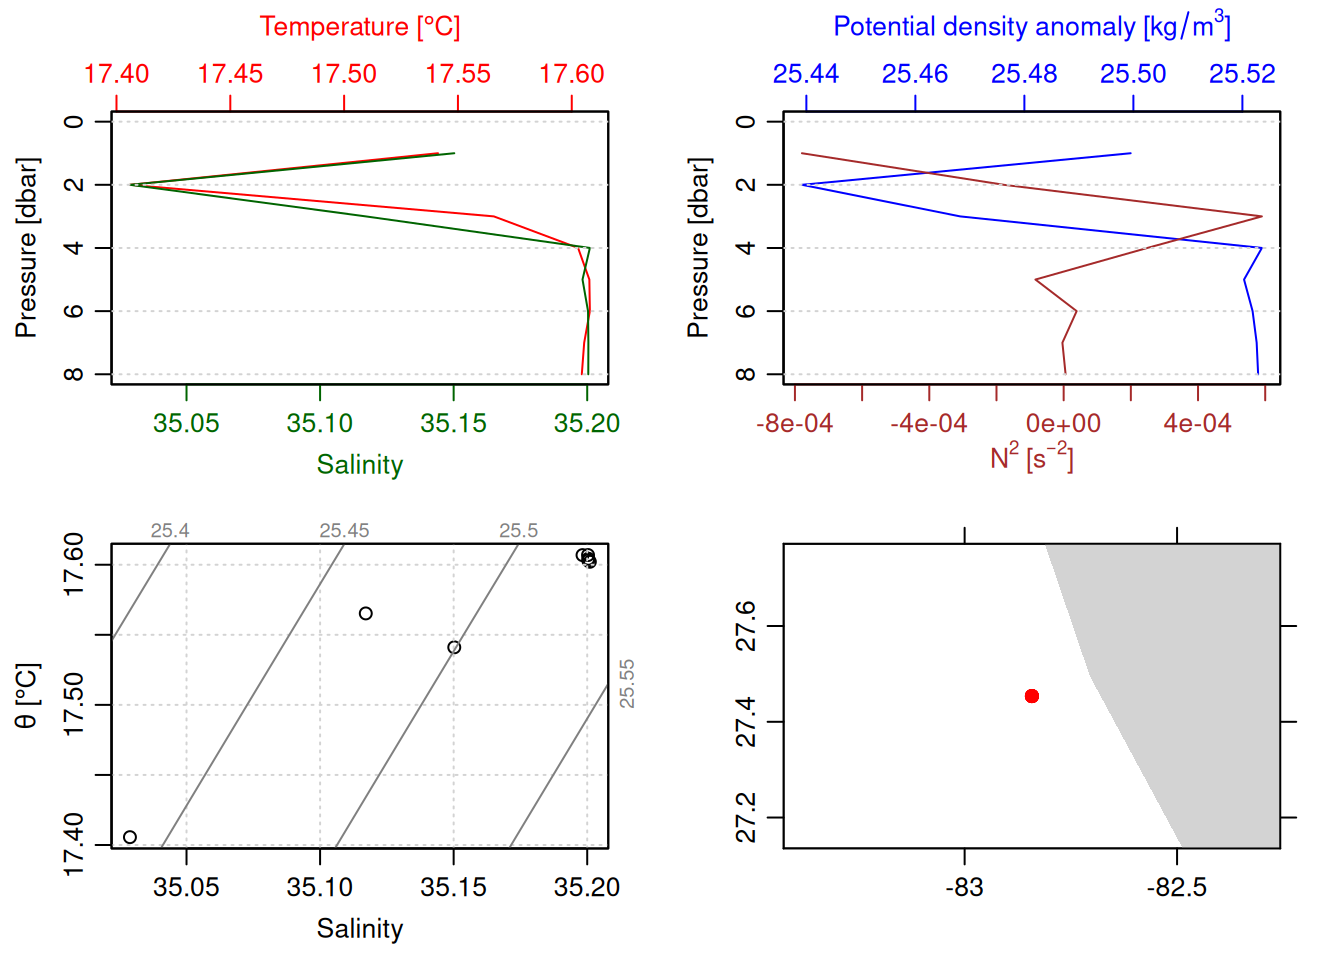 Temperature [°C]
17.40 17.45 17.50 17.55 17.60
Pressure [dbar]
0
2
4
6
8
35.05 35.10 35.15 35.20
Salinity
Potential density anomaly [kg/m³]
25.44 25.46 25.48 25.50 25.52
Pressure [dbar]
0
2
4
6
8
-8e-04 -4e-04 0e+00 4e-04
N² [s⁻²]
25.4 25.45 25.5
25.55
θ [°C]
17.60
17.50
17.40
35.05 35.10 35.15 35.20
Salinity
27.6
27.4
27.2
-83 -82.5